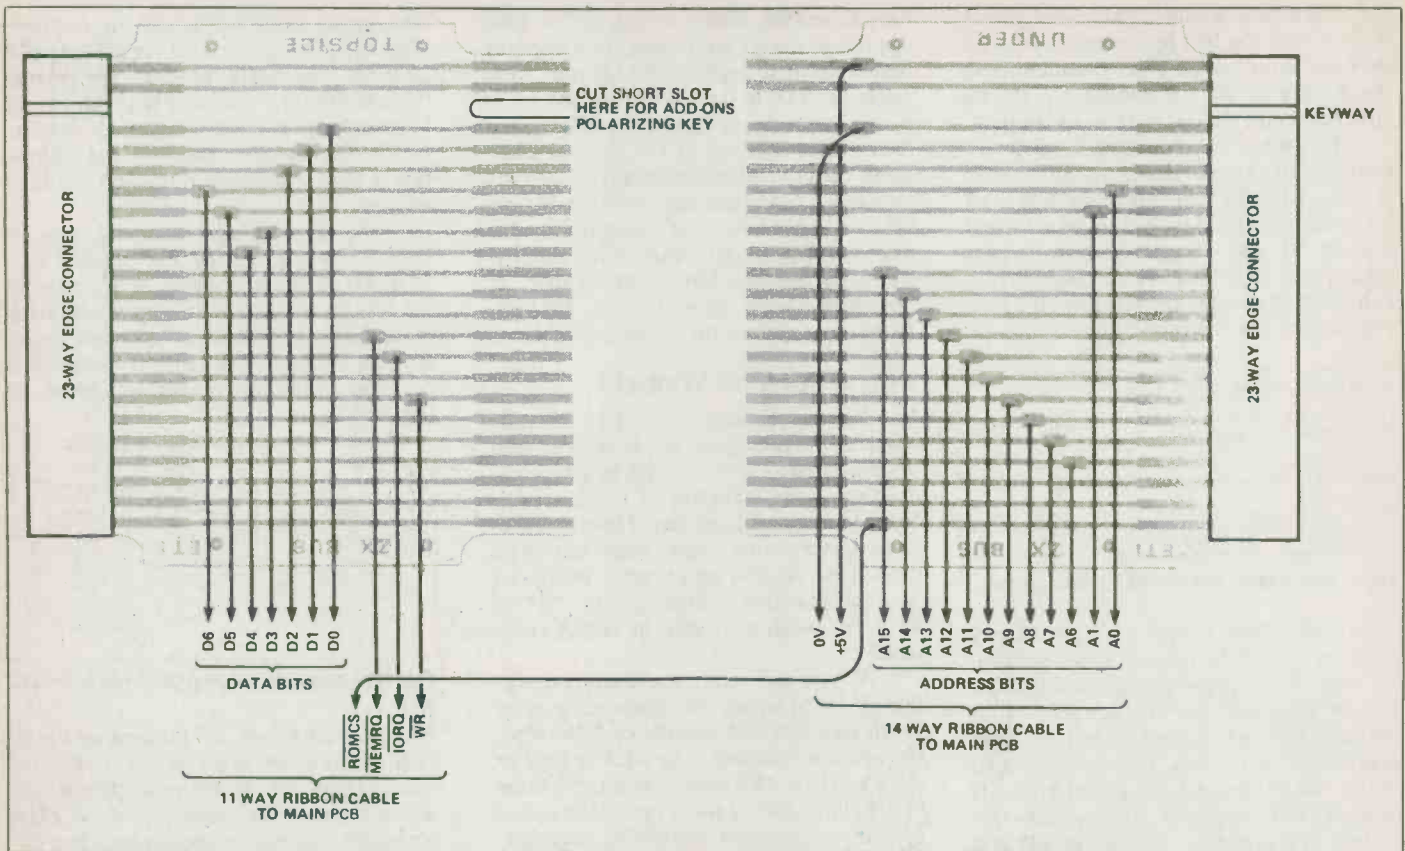 TOPSIDE
UNDER
CUT SHORT SLOT
HERE FOR ADD-ONS
POLARIZING KEY
KEYWAY
23-WAY EDGE-CONNECTOR
23-WAY EDGE-CONNECTOR
ETI ZX BUS
ETI ZX BUS
D6
D5
D4
D3
D2
D1
D0
DATA BITS
ROMCS
MEMRQ
IORQ
WR
11 WAY RIBBON CABLE
TO MAIN PCB
0V
+5V
A15
A14
A13
A12
A11
A10
A9
A8
A7
A6
A1
A0
ADDRESS BITS
14 WAY RIBBON CABLE
TO MAIN PCB